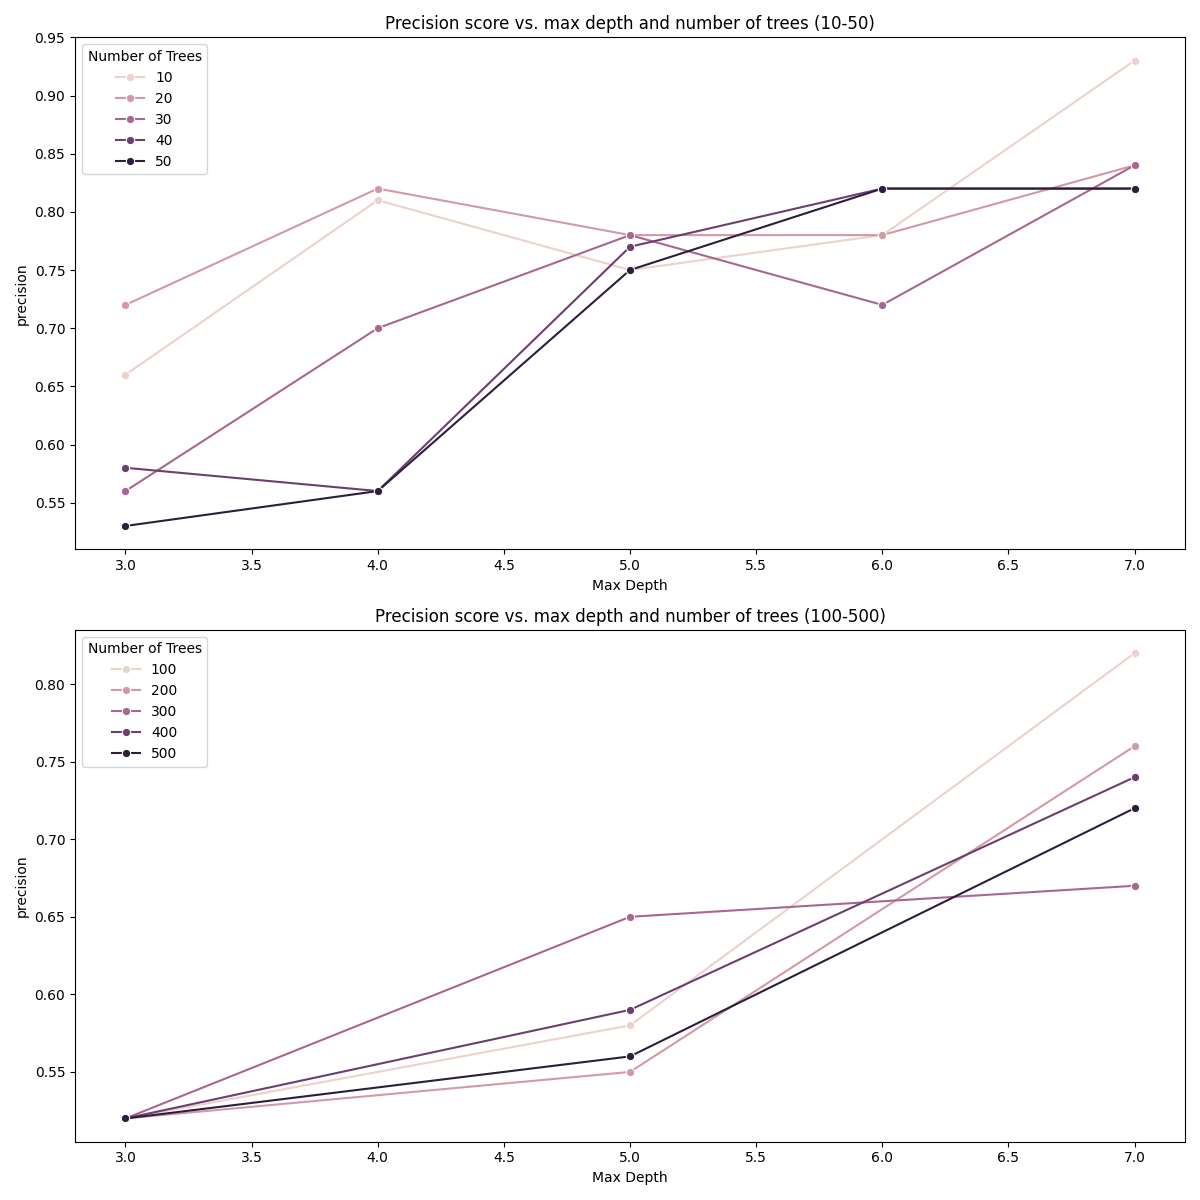 Precision score vs. max depth and number of trees (10-50)
0.95
0.90
0.85
0.80
0.75
0.70
0.65
0.60
0.55
precision
Number of Trees
10
20
30
40
50
3.0 3.5 4.0 4.5 5.0 5.5 6.0 6.5 7.0
Max Depth
Precision score vs. max depth and number of trees (100-500)
0.80
0.75
0.70
0.65
0.60
0.55
precision
Number of Trees
100
200
300
400
500
3.0 3.5 4.0 4.5 5.0 5.5 6.0 6.5 7.0
Max Depth